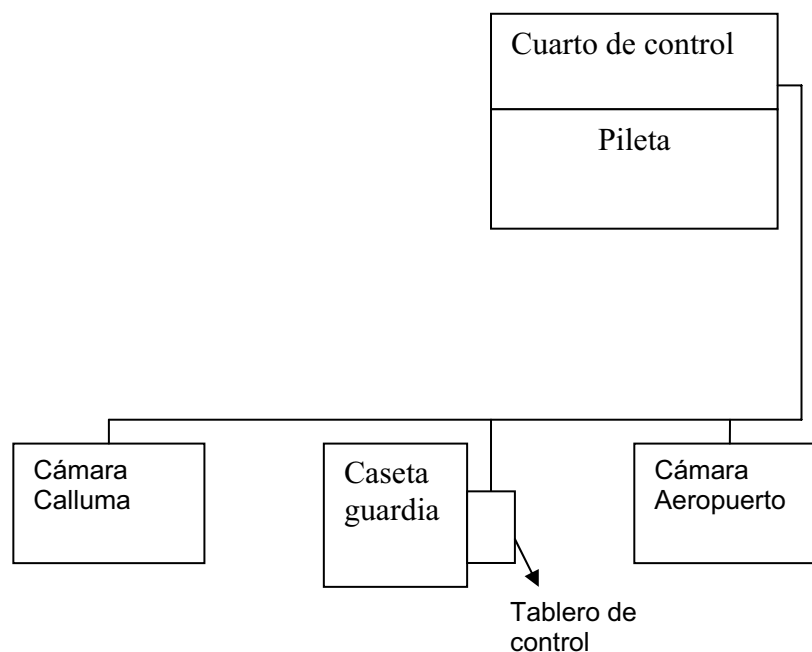 Cuarto de control
Pileta
Cámara
Calluma
Caseta
guardia
Cámara
Aeropuerto
Tablero de
control